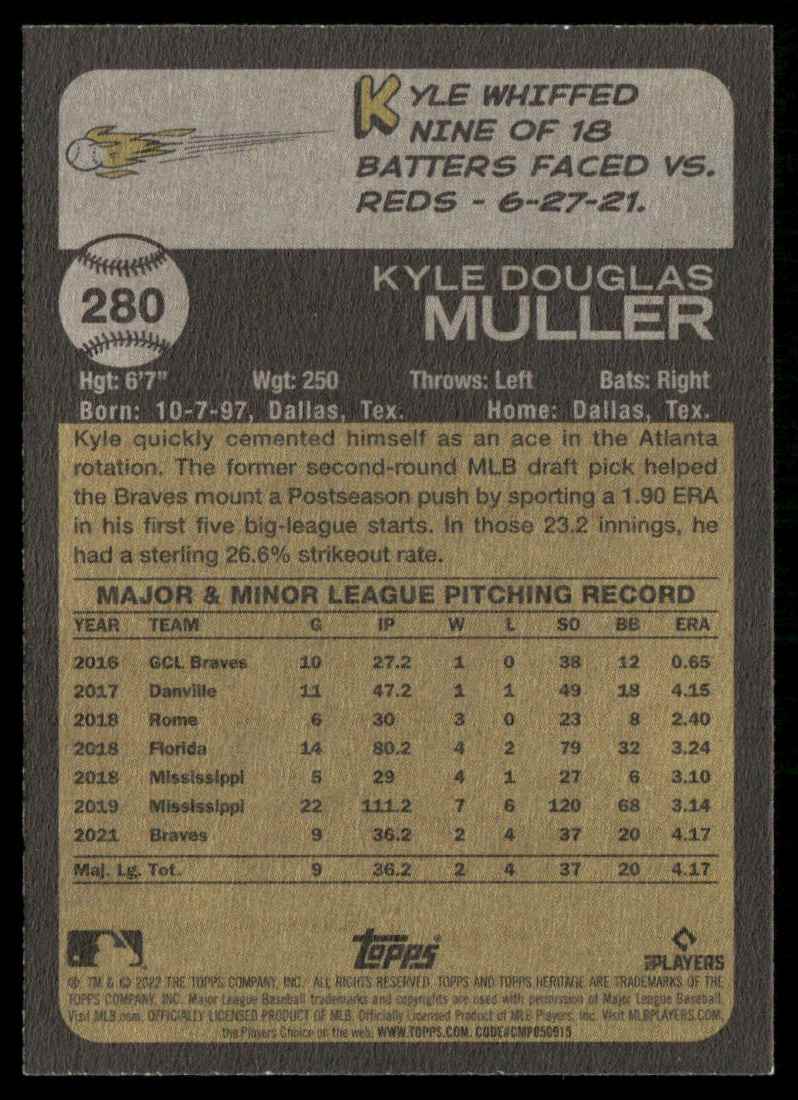 KYLE WHIFFED
NINE OF 18
BATTERS FACED VS.
REDS - 6-27-21.
280
KYLE DOUGLAS
MULLER
Hgt: 6'7" Wgt: 250 Throws: Left Bats: Right
Born: 10-7-97, Dallas, Tex. Home: Dallas, Tex.
Kyle quickly cemented himself as an ace in the Atlanta
rotation. The former second-round MLB draft pick helped
the Braves mount a Postseason push by sporting a 1.90 ERA
in his first five big-league starts. In those 23.2 innings, he
had a sterling 26.6% strikeout rate.
MAJOR & MINOR LEAGUE PITCHING RECORD
YEAR TEAM G IP W L SO BB ERA
2016 GCL Braves 10 27.2 1 0 38 12 0.65
2017 Danville 11 47.2 1 1 49 18 4.15
2018 Rome 6 30 3 0 23 8 2.40
2018 Florida 14 80.2 4 2 79 32 3.24
2018 Mississippi 5 29 4 1 27 6 3.10
2019 Mississippi 22 111.2 7 6 120 68 3.14
2021 Braves 9 36.2 2 4 37 20 4.17
Maj. Lg. Tot. 9 36.2 2 4 37 20 4.17
Topps
PLAYERS
®, TM & © 2022 THE TOPPS COMPANY, INC. ALL RIGHTS RESERVED. TOPPS AND TOPPS HERITAGE ARE TRADEMARKS OF THE
TOPPS COMPANY, INC. Major League Baseball trademarks and copyrights are used with permission of Major League Baseball.
Visit MLB.com. OFFICIALLY LICENSED PRODUCT OF MLB Players, Inc. Visit MLBPLAYERS.COM,
the Players Choice on the web. WWW.TOPPS.COM. CODE#CMP050915